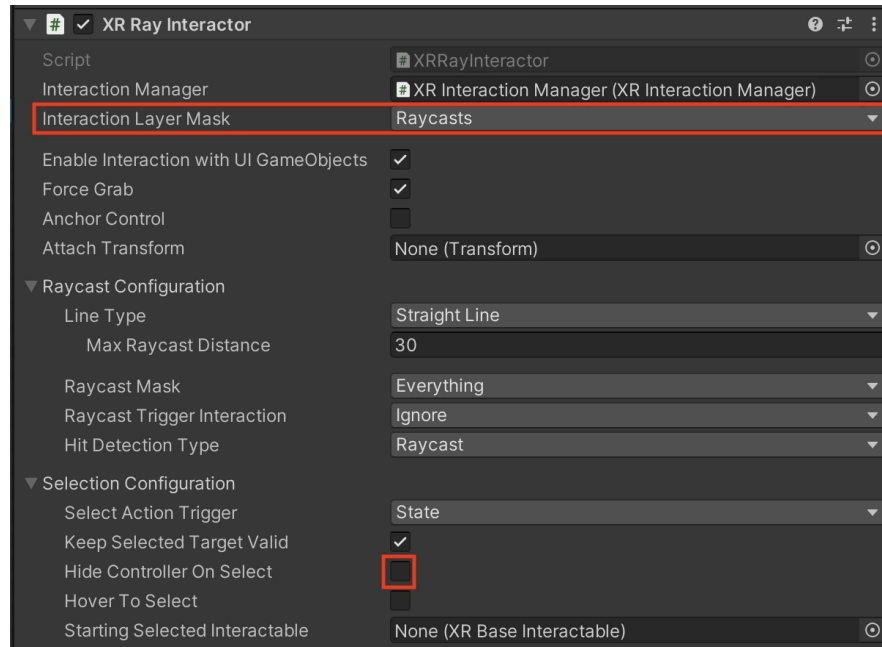 XR Ray Interactor
Script # XRRayInteractor
Interaction Manager # XR Interaction Manager (XR Interaction Manager)
Interaction Layer Mask Raycasts
Enable Interaction with UI GameObjects
Force Grab
Anchor Control
Attach Transform None (Transform)
Raycast Configuration
Line Type Straight Line
Max Raycast Distance 30
Raycast Mask Everything
Raycast Trigger Interaction Ignore
Hit Detection Type Raycast
Selection Configuration
Select Action Trigger State
Keep Selected Target Valid
Hide Controller On Select
Hover To Select
Starting Selected Interactable None (XR Base Interactable)